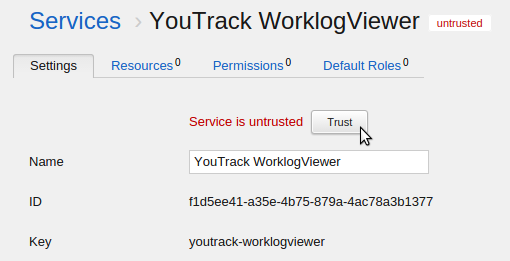 Services › YouTrack WorklogViewer untrusted
Settings Resources 0 Permissions 0 Default Roles 0
Service is untrusted Trust
Name YouTrack WorklogViewer
ID f1d5ee41-a35e-4b75-879a-4ac78a3b1377
Key youtrack-worklogviewer